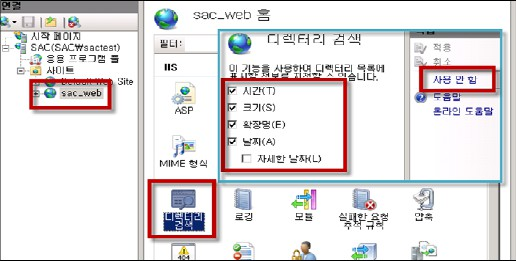 연결
시작 페이지
SAC(SAC\sactest)
응용 프로그램 풀
사이트
Default Web Site
sac_web
sac_web 홈
필터:
IIS
ASP
MIME 형식
디렉터리 검색
이 기능을 사용하여 디렉터리 목록에
표시할 정보를 지정할 수 있습니다.
시간(T)
크기(S)
확장명(E)
날짜(A)
자세한 날짜(L)
적용
취소
사용 안 함
도움말
온라인 도움말
디렉터리
검색
로깅
모듈
실패한 요청
추적 규칙
압축
404